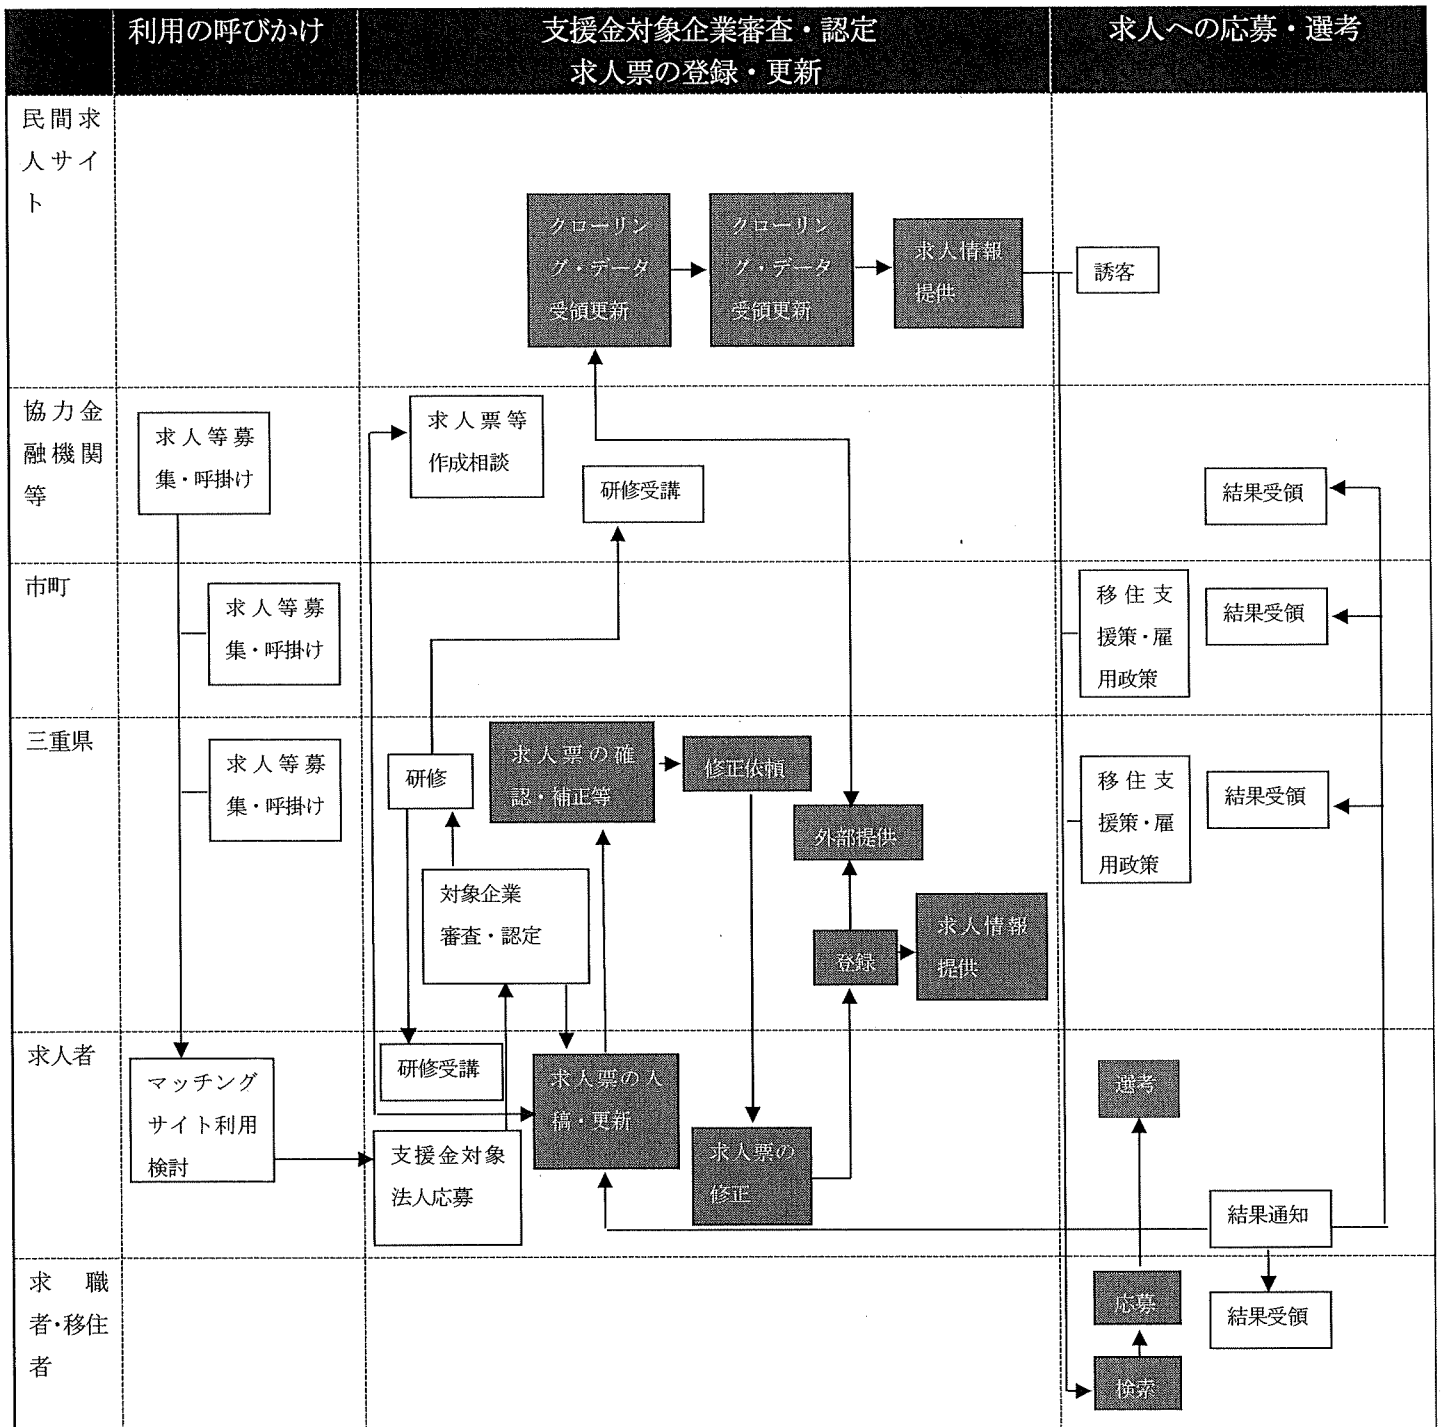 利用の呼びかけ
支援金対象企業審査・認定
求人票の登録・更新
求人への応募・選考
民間求
人サイ
ト
クローリン
グ・データ
受領更新
クローリン
グ・データ
受領更新
求人情報
提供
誘客
協力金
融機関
等
求人等募
集・呼掛け
求人票等
作成相談
研修受講
結果受領
市町
求人等募
集・呼掛け
移住支
援策・雇
用政策
結果受領
三重県
求人等募
集・呼掛け
研修
求人票の確
認・補正等
修正依頼
外部提供
対象企業
審査・認定
登録
求人情報
提供
移住支
援策・雇
用政策
結果受領
求人者
マッチング
サイト利用
検討
研修受講
支援金対象
法人応募
求人票の入
稿・更新
求人票の
修正
選考
結果通知
求職
者・移住
者
応募
検索
結果受領